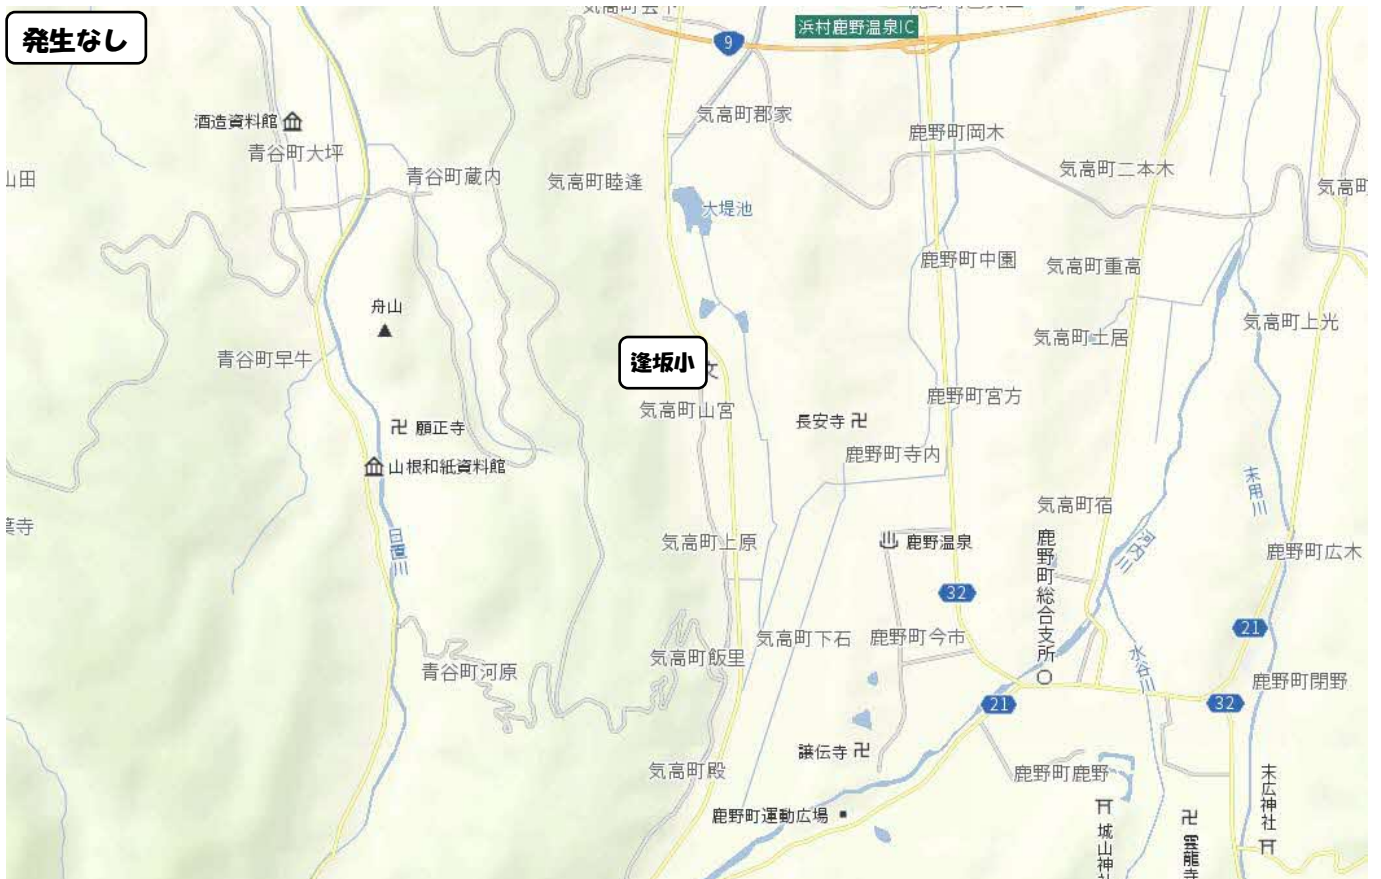 発生なし
浜村鹿野温泉IC
9
酒造資料館
気高町郡家
鹿野町岡木
青谷町大坪
青谷町蔵内
気高町睦逢
気高町二本木
山田
大堤池
鹿野町中園
気高町重高
舟山
気高町上光
気高町土居
青谷町早牛
逢坂小
文
気高町山宮
鹿野町宮方
願正寺
長安寺
山根和紙資料館
鹿野町寺内
末用川
気高町宿
葉寺
日置川
気高町上原
鹿野温泉
鹿野町総合支所
河内川
鹿野町広木
32
21
気高町下石
鹿野町今市
気高町飯里
水谷川
青谷町河原
鹿野町閉野
21
32
譲伝寺
気高町殿
鹿野町鹿野
末広神社
鹿野町運動広場
城山神社
雲龍寺